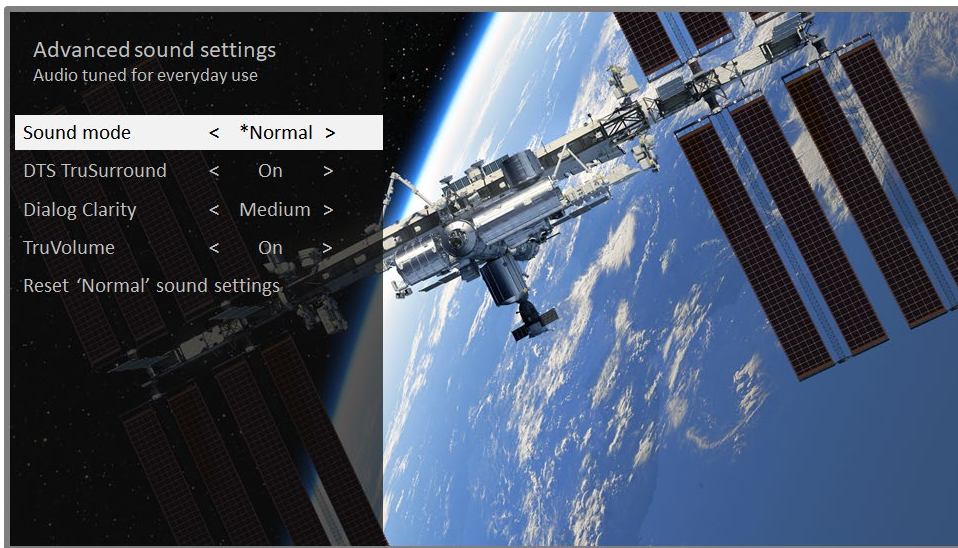 Advanced sound settings
Audio tuned for everyday use
Sound mode < *Normal >
DTS TruSurround < On >
Dialog Clarity < Medium >
TruVolume < On >
Reset ‘Normal’ sound settings